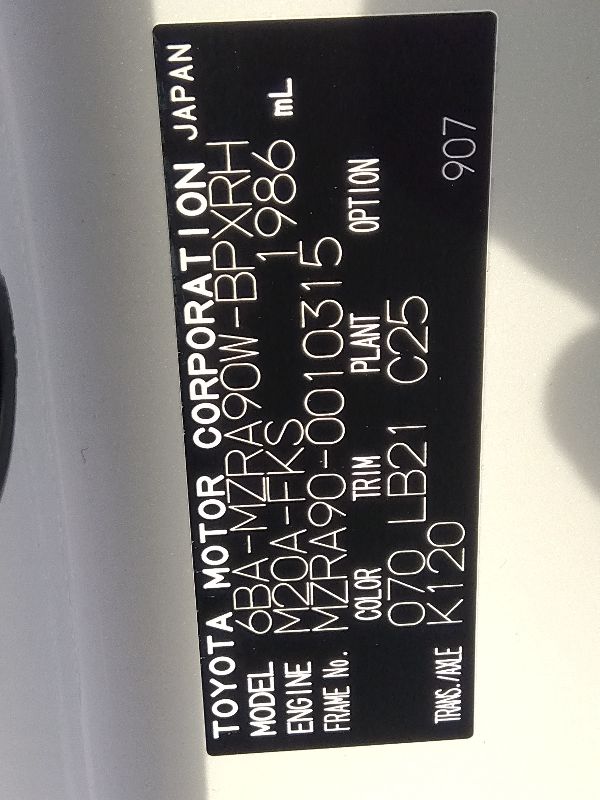 TOYOTA MOTOR CORPORATION JAPAN
MODEL 6BA-MZRA90W-BPXRH
ENGINE M20A-FKS 1986 mL
FRAME No. MZRA90-0010315
COLOR TRIM PLANT OPTION
070 LB21 C25
TRANS./AXLE K120 907